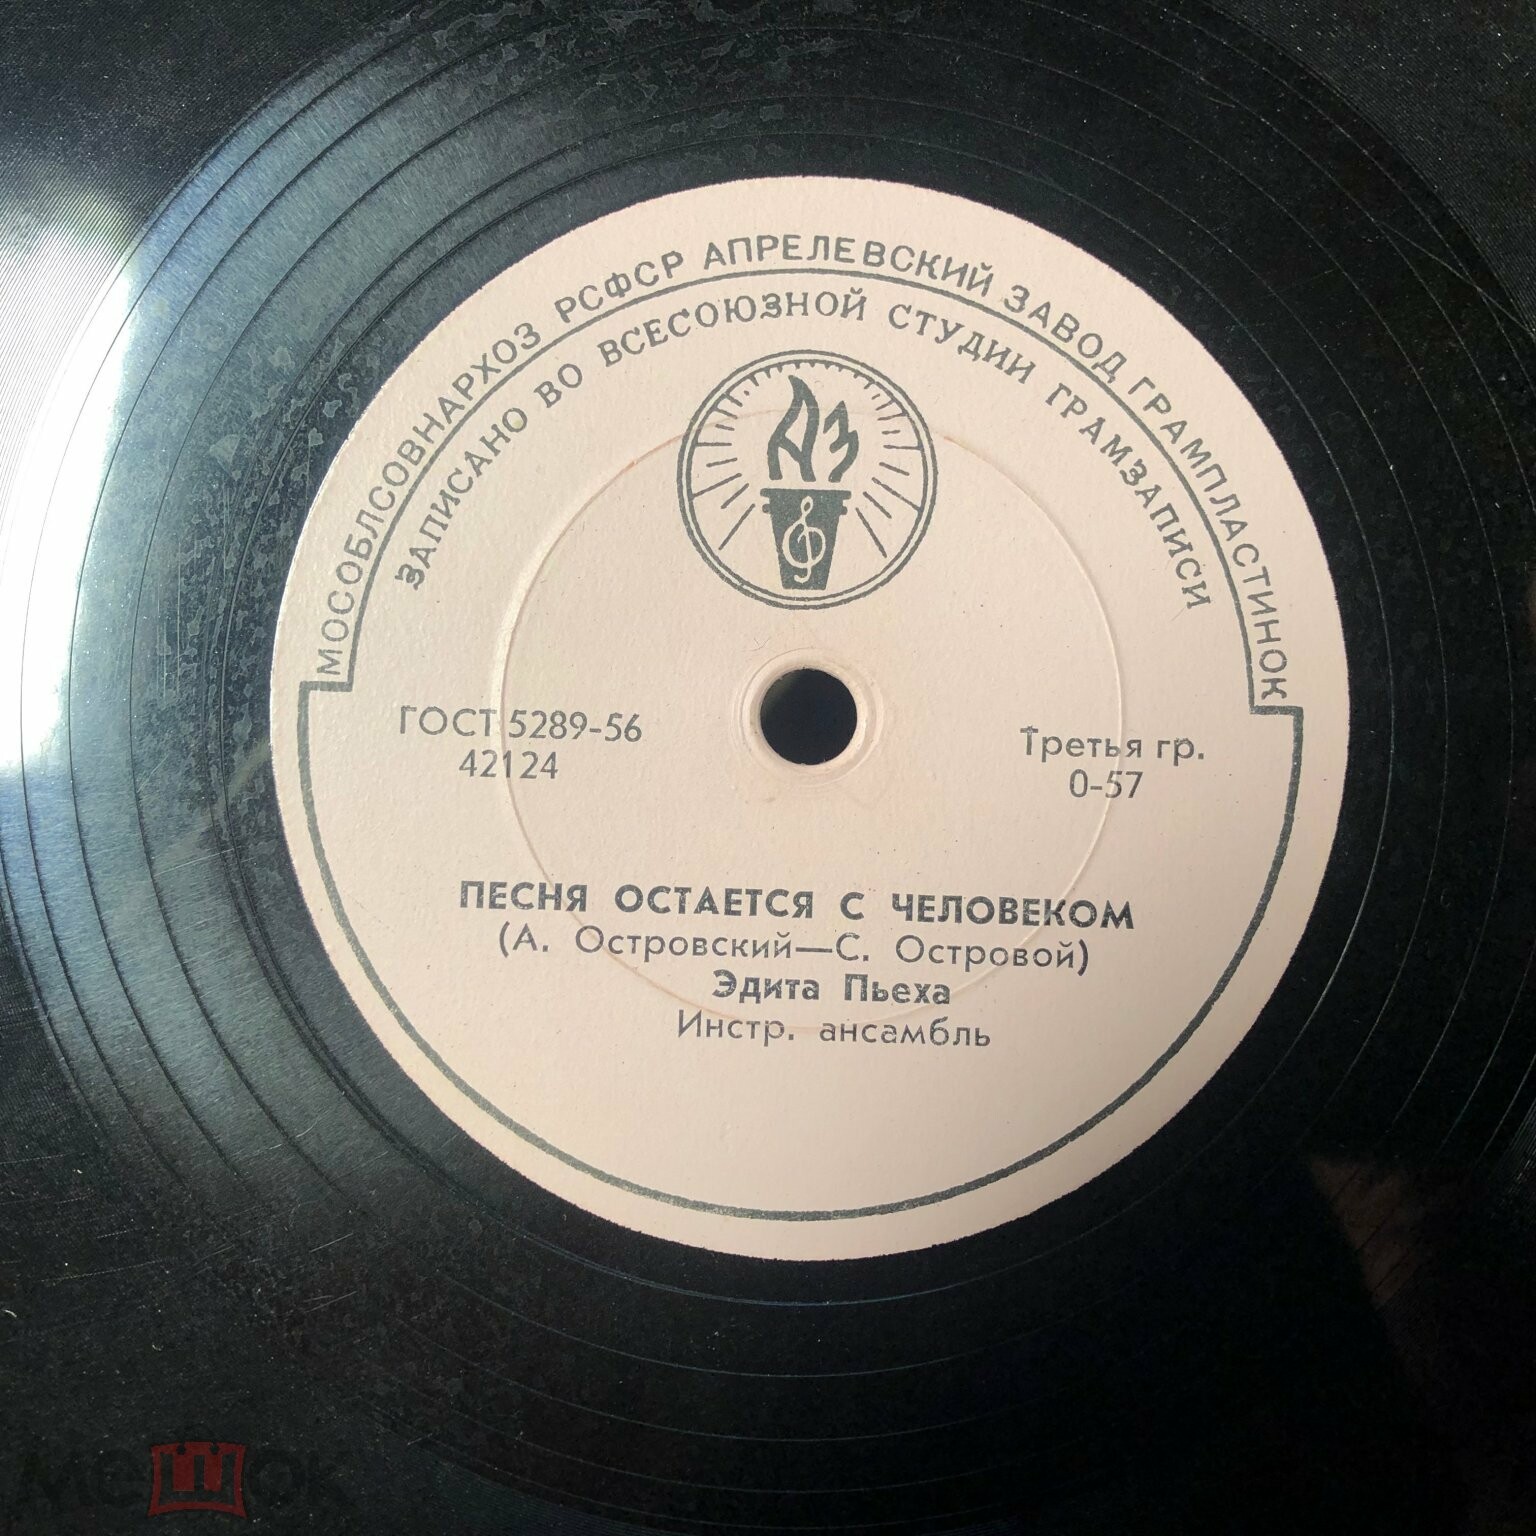 МОСОБЛСОВНАРХОЗ РСФСР АПРЕЛЕВСКИЙ ЗАВОД ГРАМПЛАСТИНОК
ЗАПИСАНО ВО ВСЕСОЮЗНОЙ СТУДИИ ГРАМЗАПИСИ
АЗ
ГОСТ 5289-56
42124
Третья гр.
0-57
ПЕСНЯ ОСТАЕТСЯ С ЧЕЛОВЕКОМ
(А. Островский—С. Островой)
Эдита Пьеха
Инстр. ансамбль
мешок